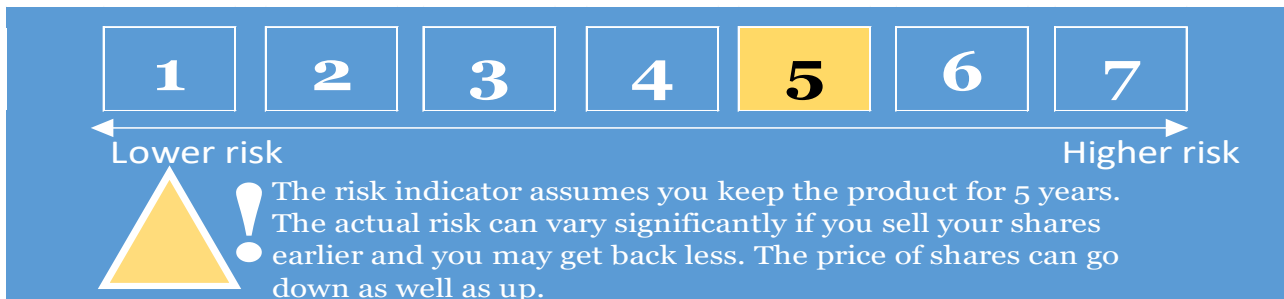 1 2 3 4 5 6 7
Lower risk Higher risk
! The risk indicator assumes you keep the product for 5 years.
The actual risk can vary significantly if you sell your shares
earlier and you may get back less. The price of shares can go
down as well as up.